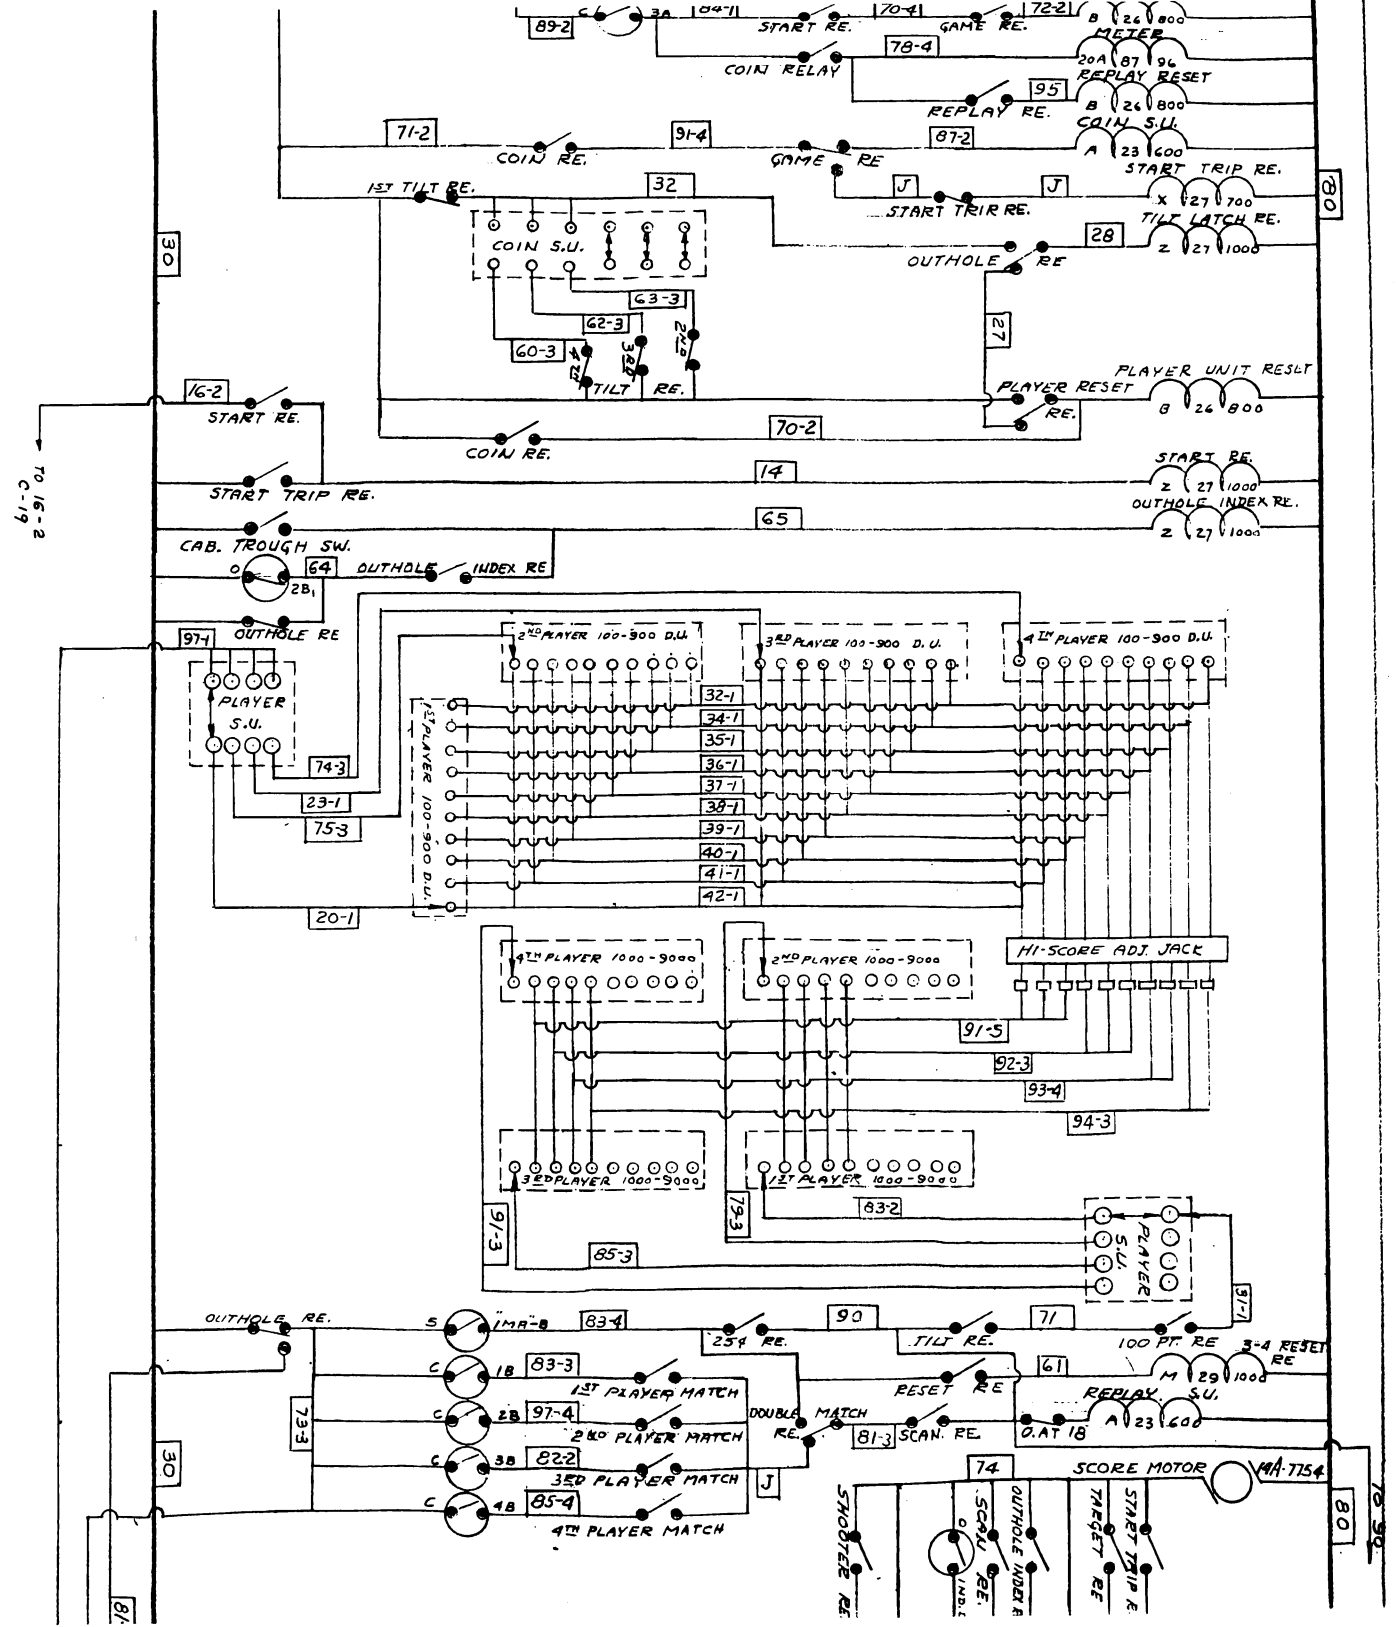 89-2
C
3A
84-1
START RE.
70-4
GAME RE.
72-2
B 26 800
METER
COIN RELAY
78-4
20A 87 96
REPLAY RESET
REPLAY RE.
95
B 26 800
COIN S.U.
71-2
COIN RE.
91-4
GAME RE
87-2
A 23 600
START TRIP RE.
1ST TILT RE.
32
J
START TRIR RE.
J
X 27 700
TILT LATCH RE.
80
30
COIN S.U.
OUTHOLE RE
28
Z 27 1000
63-3
62-3
60-3
4TH
3RD
2ND
TILT RE.
27
16-2
START RE.
PLAYER RESET
RE.
PLAYER UNIT RESET
B 26 800
COIN RE.
70-2
TO 16-2
C-19
START TRIP RE.
14
START RE.
Z 27 1000
OUTHOLE INDEX RE.
CAB. TROUGH SW.
65
Z 27 1000
O
2B1
64
OUTHOLE INDEX RE
OUTHOLE RE
97-1
PLAYER
S.U.
2ND PLAYER 100-900 D.U.
3RD PLAYER 100-900 D.U.
4TH PLAYER 100-900 D.U.
1ST PLAYER 100-900 D.U.
32-1
34-1
35-1
36-1
37-1
38-1
39-1
40-1
41-1
42-1
74-3
23-1
75-3
20-1
4TH PLAYER 1000-9000
2ND PLAYER 1000-9000
HI-SCORE ADJ. JACK
91-5
92-3
93-4
94-3
3RD PLAYER 1000-9000
1ST PLAYER 1000-9000
91-3
79-3
83-2
85-3
PLAYER
S.U.
31-1
OUTHOLE RE.
S
1MA-B
83-4
25¢ RE.
90
TILT RE.
71
100 PT. RE
3-4 RESET
RE
C
1B
83-3
1ST PLAYER MATCH
RESET RE
61
M 29 1000
REPLAY S.U.
73-3
C
2B
97-4
2ND PLAYER MATCH
DOUBLE MATCH
RE.
81-3
SCAN. RE
O.AT 18
A 23 600
30
C
3B
82-2
3RD PLAYER MATCH
J
74
SCORE MOTOR
14A-7754
C
4B
85-4
4TH PLAYER MATCH
SHOOTER RE
O
IND.
SCAN RE.
OUTHOLE INDEX R
TARGET RE
START TRIP R.
80
TO 90
81-